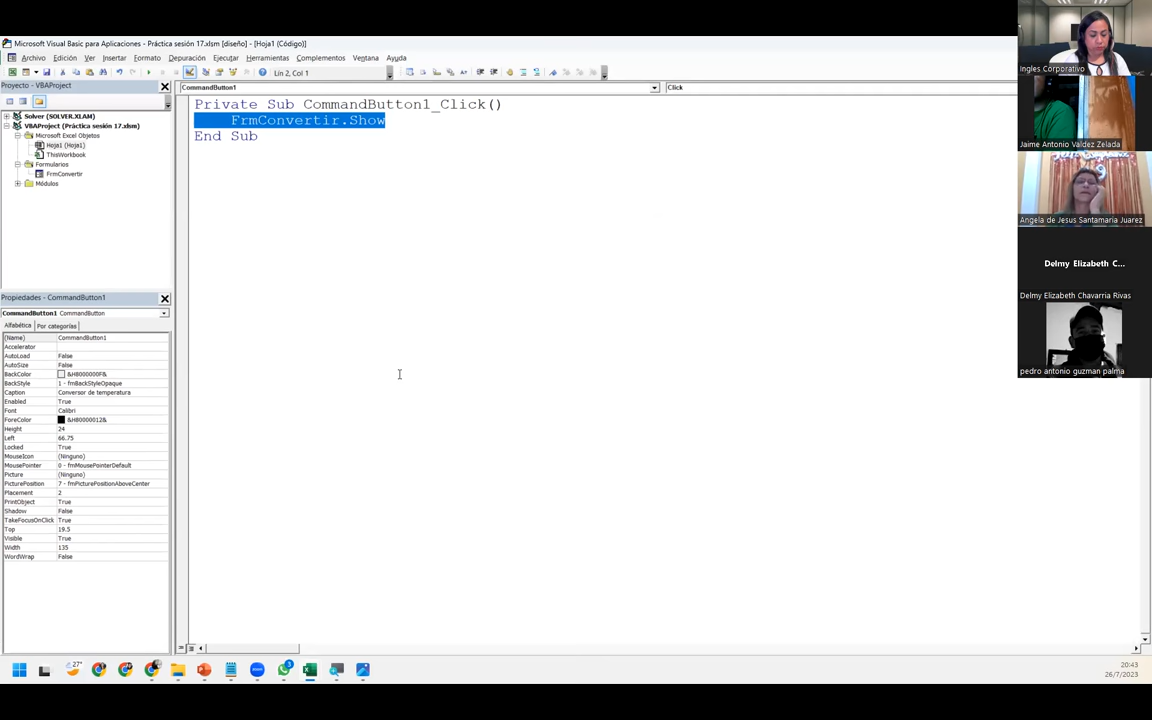 Microsoft Visual Basic para Aplicaciones - Práctica sesión 17.xlsm [diseño] - [Hoja1 (Código)]
Archivo Edición Ver Insertar Formato Depuración Ejecutar Herramientas Complementos Ventana Ayuda
Lín 2, Col 1
Proyecto - VBAProject
Solver (SOLVER.XLAM)
VBAProject (Práctica sesión 17.xlsm)
Microsoft Excel Objetos
Hoja1 (Hoja1)
ThisWorkbook
Formularios
FrmConvertir
Módulos
Propiedades - CommandButton1
CommandButton1 CommandButton
Alfabética Por categorías
(Name) CommandButton1
Accelerator
AutoLoad False
AutoSize False
BackColor &H8000000F&
BackStyle 1 - fmBackStyleOpaque
Caption Conversor de temperatura
Enabled True
Font Calibri
ForeColor &H80000012&
Height 24
Left 66.75
Locked True
MouseIcon (Ninguno)
MousePointer 0 - fmMousePointerDefault
Picture (Ninguno)
PicturePosition 7 - fmPicturePositionAboveCenter
Placement 2
PrintObject True
Shadow False
TakeFocusOnClick True
Top 19.5
Visible True
Width 135
WordWrap False
CommandButton1 Click
Private Sub CommandButton1_Click()
FrmConvertir.Show
End Sub
Ingles Corporativo
Jaime Antonio Valdez Zelada
Angela de Jesus Santamaria Juarez
Delmy Elizabeth C...
Delmy Elizabeth Chavarria Rivas
pedro antonio guzman palma
27°
20:43
26/7/2023